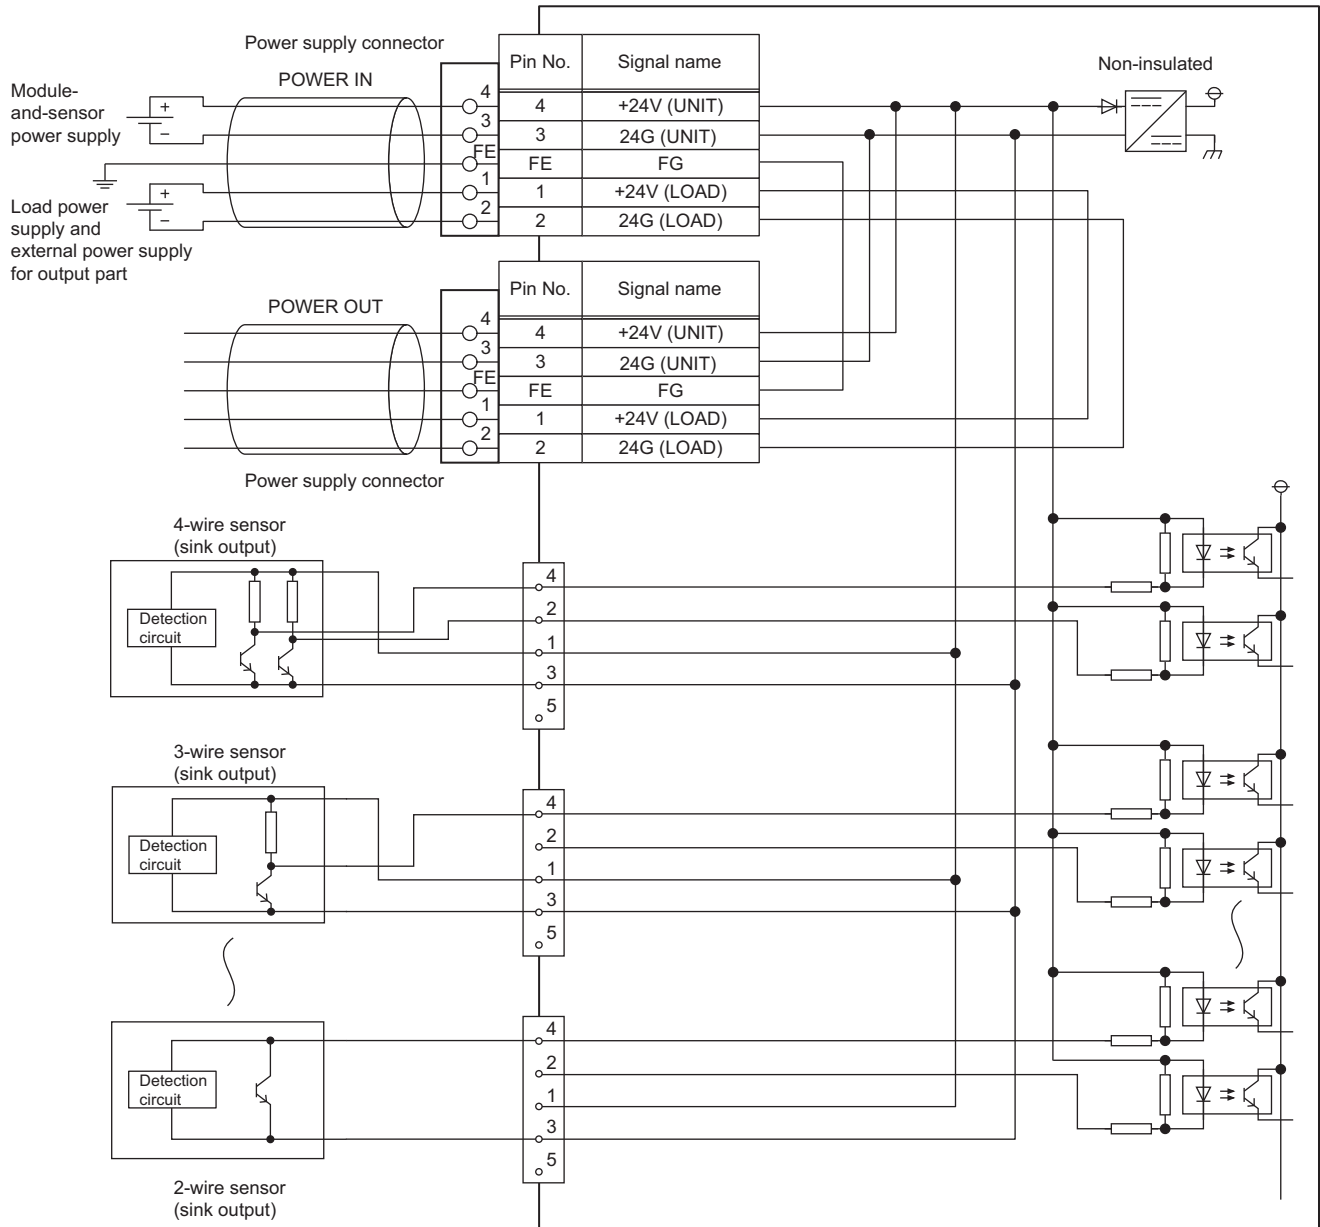 Power supply connector
POWER IN
Module-
and-sensor
power supply
+
−
Load power
supply and
external power supply
for output part
+
−
4
3
FE
1
2
Pin No. Signal name
4 +24V (UNIT)
3 24G (UNIT)
FE FG
1 +24V (LOAD)
2 24G (LOAD)
Non-insulated
POWER OUT
4
3
FE
1
2
Pin No. Signal name
4 +24V (UNIT)
3 24G (UNIT)
FE FG
1 +24V (LOAD)
2 24G (LOAD)
Power supply connector
4-wire sensor
(sink output)
Detection
circuit
4
2
1
3
5
3-wire sensor
(sink output)
Detection
circuit
4
2
1
3
5
Detection
circuit
4
2
1
3
5
2-wire sensor
(sink output)